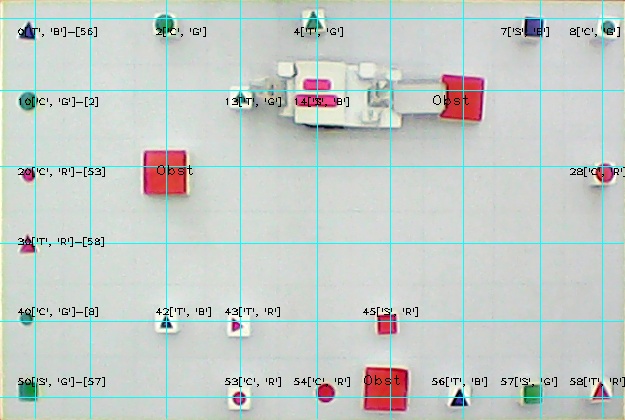 0['T', 'B']-[56]
2['C', 'G']
4['T', 'G']
7['S', 'B']
8['C', 'G']
10['C', 'G']-[2]
13['T', 'G']
14['S', 'B']
Obst
20['C', 'R']-[53]
Obst
28['C', 'R']
30['T', 'R']-[58]
40['C', 'G']-[8]
42['T', 'B']
43['T', 'R']
45['S', 'R']
50['S', 'G']-[57]
53['C', 'R']
54['C', 'R']
Obst
56['T', 'B']
57['S', 'G']
58['T', 'R']